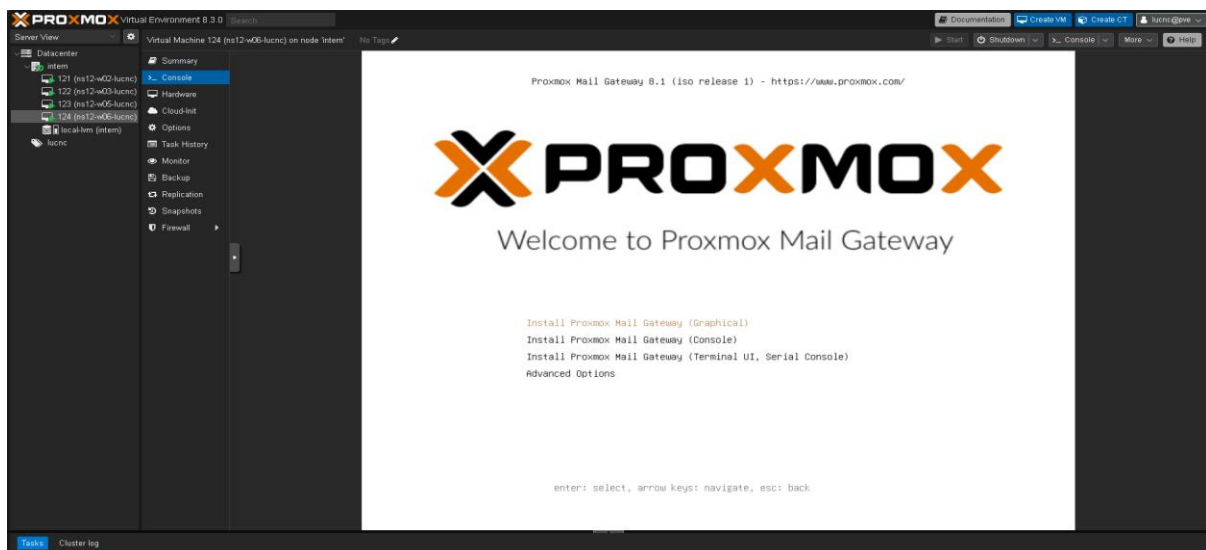 PROXMOX Virtual Environment 8.3.0 Search
Documentation Create VM Create CT lucnc@pve
Server View
Virtual Machine 124 (ns12-w06-lucnc) on node 'intern' No Tags
Start Shutdown Console More Help
Datacenter
intern
121 (ns12-w02-lucnc)
122 (ns12-w03-lucnc)
123 (ns12-w05-lucnc)
124 (ns12-w06-lucnc)
local-lvm (intern)
lucnc
Summary
>_ Console
Hardware
Cloud-Init
Options
Task History
Monitor
Backup
Replication
Snapshots
Firewall
Proxmox Mail Gateway 8.1 (iso release 1) - https://www.proxmox.com/
PROXMOX
Welcome to Proxmox Mail Gateway
Install Proxmox Mail Gateway (Graphical)
Install Proxmox Mail Gateway (Console)
Install Proxmox Mail Gateway (Terminal UI, Serial Console)
Advanced Options
enter: select, arrow keys: navigate, esc: back
Tasks Cluster log